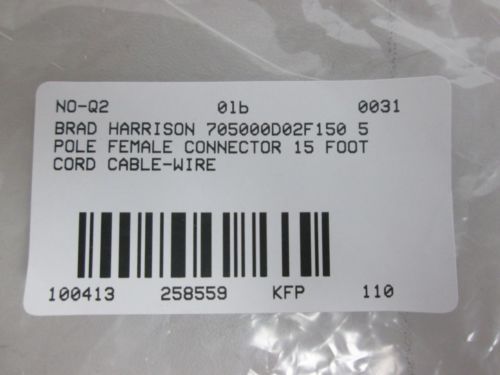 NO-Q2 01b 0031
BRAD HARRISON 705000D02F150 5
POLE FEMALE CONNECTOR 15 FOOT
CORD CABLE-WIRE
100413 258559 KFP 110